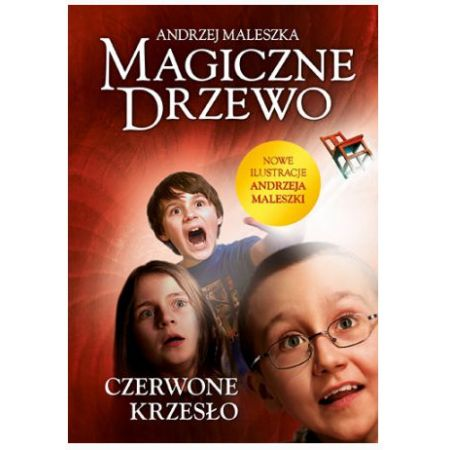 ANDRZEJ MALESZKA
MAGICZNE
DRZEWO
NOWE
ILUSTRACJE
ANDRZEJA
MALESZKI
CZERWONE
KRZESŁO